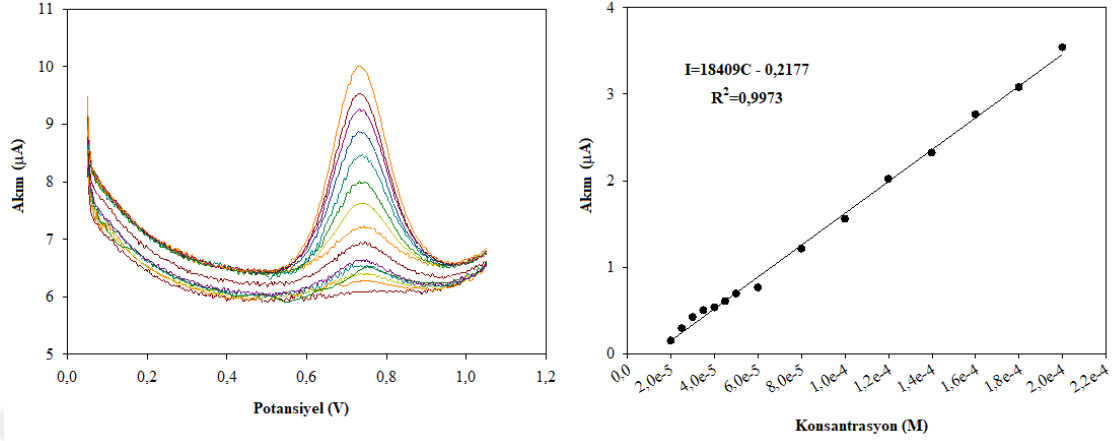 11
10
9
8
7
6
5
Akım (µA)
0,0
0,2
0,4
0,6
0,8
1,0
1,2
Potansiyel (V)
4
3
2
1
0
Akım (µA)
I=18409C - 0,2177
R²=0,9973
0,0
2,0e-5
4,0e-5
6,0e-5
8,0e-5
1,0e-4
1,2e-4
1,4e-4
1,6e-4
1,8e-4
2,0e-4
2,2e-4
Konsantrasyon (M)